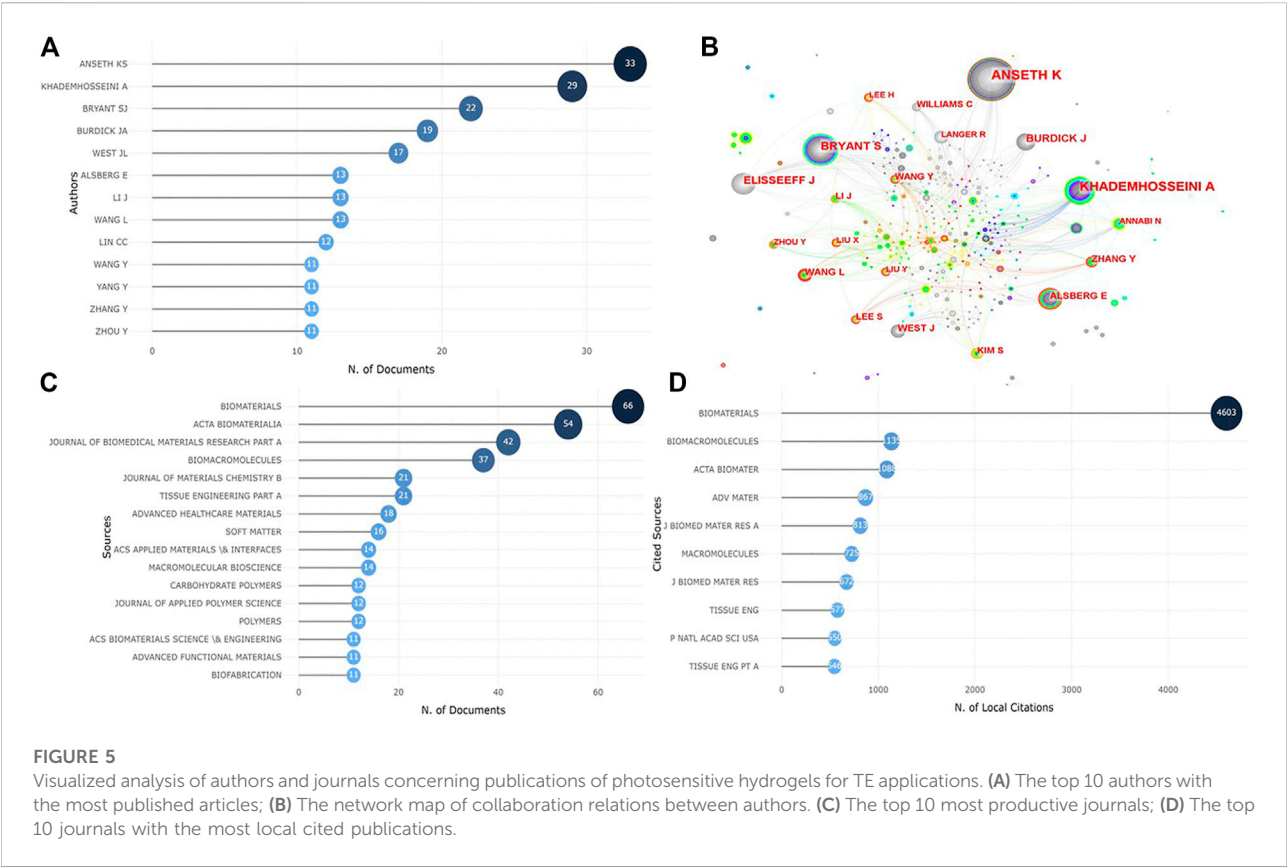 A
ANSETH KS
33
KHADEMHOSSEINI A
29
BRYANT SJ
22
BURDICK JA
19
WEST JL
17
ALSBERG E
13
LI J
13
WANG L
13
LIN CC
12
WANG Y
11
YANG Y
11
ZHANG Y
11
ZHOU Y
11
Authors
0 10 20 30
N. of Documents
B
ANSETH K
LEE H
WILLIAMS C
LANGER R
BURDICK J
BRYANT S
ELISSEEFF J
WANG Y
KHADEMHOSSEINI A
LI J
ANNABI N
ZHOU Y
LIU X
ZHANG Y
WANG L
LIU Y
ALSBERG E
LEE S
WEST J
KIM S
C
BIOMATERIALS
66
ACTA BIOMATERIALIA
54
JOURNAL OF BIOMEDICAL MATERIALS RESEARCH PART A
42
BIOMACROMOLECULES
37
JOURNAL OF MATERIALS CHEMISTRY B
21
TISSUE ENGINEERING PART A
21
ADVANCED HEALTHCARE MATERIALS
18
SOFT MATTER
16
ACS APPLIED MATERIALS \& INTERFACES
14
MACROMOLECULAR BIOSCIENCE
14
CARBOHYDRATE POLYMERS
12
JOURNAL OF APPLIED POLYMER SCIENCE
12
POLYMERS
12
ACS BIOMATERIALS SCIENCE \& ENGINEERING
11
ADVANCED FUNCTIONAL MATERIALS
11
BIOFABRICATION
11
Sources
0 20 40 60
N. of Documents
D
BIOMATERIALS
4603
BIOMACROMOLECULES
1135
ACTA BIOMATER
1088
ADV MATER
867
J BIOMED MATER RES A
813
MACROMOLECULES
725
J BIOMED MATER RES
672
TISSUE ENG
577
P NATL ACAD SCI USA
550
TISSUE ENG PT A
546
Cited Sources
0 1000 2000 3000 4000
N. of Local Citations
FIGURE 5
Visualized analysis of authors and journals concerning publications of photosensitive hydrogels for TE applications. (A) The top 10 authors with
the most published articles; (B) The network map of collaboration relations between authors. (C) The top 10 most productive journals; (D) The top
10 journals with the most local cited publications.